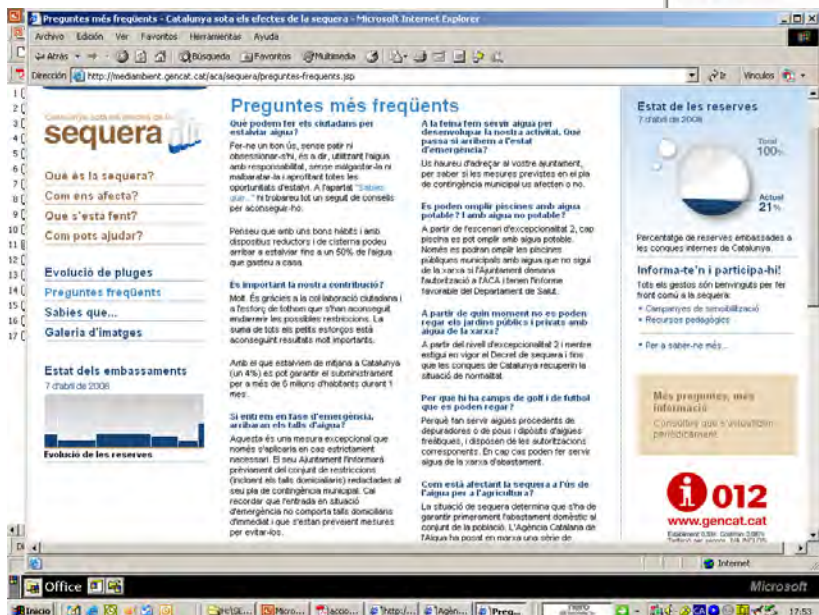 Preguntes més freqüents - Catalunya sota els efectes de la sequera - Microsoft Internet Explorer
Archivo Edición Ver Favoritos Herramientas Ayuda
Atrás Búsqueda Favoritos Multimedia
Dirección http://mediambient.gencat.cat/aca/sequera/preguntes-frequents.jsp Ir Vínculos
Catalunya sota els efectes de la
sequera
Què és la sequera?
Com ens afecta?
Que s'esta fent?
Com pots ajudar?
Evolució de pluges
Preguntes freqüents
Sabies que...
Galeria d'imatges
Estat dels embassaments
7 d'abril de 2008
Evolució de les reserves
Preguntes més freqüents
Què podem fer els ciutadans per
estalviar aigua?
Fer-ne un bon ús, sense patir ni
obsessionar-s'hi, és a dir, utilitzant l'aigua
amb responsabilitat, sense malgastar-la ni
malbaratar-la i aprofitant totes les
oportunitats d'estalvi. A l'apartat "Sabies
que..." hi trobareu tot un seguit de consells
per aconseguir-ho.
Penseu que amb uns bons hàbits i amb
dispositius reductors i de cisterna podeu
arribar a estalviar fins a un 50% de l'aigua
que gasteu a casa.
És important la nostra contribució?
Molt. És gràcies a la col·laboració ciutadana i
a l'esforç de tothom que s'han aconseguit
endarrerir les possibles restriccions. La
suma de tots els petits esforços està
aconseguint resultats molt importants.
Amb el que estalviem de mitjana a Catalunya
(un 4%) es pot garantir el subministrament
per a més de 6 milions d'habitants durant 1
mes.
Si entrem en fase d'emergència,
arribaran els talls d'aigua?
Aquesta és una mesura excepcional que
només s'aplicaria en cas estrictament
necessari. El seu Ajuntament l'informarà
prèviament del conjunt de restriccions
(incloent els talls domiciliaris) redactades al
seu pla de contingència municipal. Cal
recordar que l'entrada en situació
d'emergència no comporta talls domiciliaris
d'immediat i que s'estan preveient mesures
per evitar-los.
A la feina fem servir aigua per
desenvolupar la nostra activitat. Què
passa si arribem a l'estat
d'emergència?
Us haureu d'adreçar al vostre ajuntament,
per saber si les mesures previstes en el pla
de contingència municipal us afecten o no.
Es poden omplir piscines amb aigua
potable? I amb aigua no potable?
A partir de l'escenari d'excepcionalitat 2, cap
piscina es pot omplir amb aigua potable.
Només es podran omplir les piscines
públiques municipals amb aigua que no sigui
de la xarxa si l'Ajuntament demana
l'autorització a l'ACA i tenen l'informe
favorable del Departament de Salut.
A partir de quin moment no es poden
regar els jardins públics i privats amb
aigua de la xarxa?
A partir del nivell d'excepcionalitat 2 i mentre
estigui en vigor el Decret de sequera i fins
que les conques de Catalunya recuperin la
situació de normalitat.
Per què hi ha camps de golf i de futbol
que es poden regar?
Perquè fan servir aigües procedents de
depuradores o de pous i dipòsits d'aigües
freàtiques, i disposen de les autoritzacions
corresponents. En cap cas poden fer servir
aigua de la xarxa d'abastament.
Com està afectant la sequera a l'ús de
l'aigua per a l'agricultura?
La situació de sequera determina que s'ha de
garantir primerament l'abastament domèstic al
conjunt de la població. L'Agència Catalana de
l'Aigua ha posat en marxa una sèrie de
Estat de les reserves
7 d'abril de 2008
Total
100%
Actual
21%
Percentatge de reserves embassades a
les conques internes de Catalunya
Informa-te'n i participa-hi!
Tots els gestos són benvinguts per fer
front comú a la sequera:
Campanyes de sensibilització
Recursos pedagògics
Per a saber-ne més...
Més preguntes, més
informació
Consultes que s'actualitzen
periòdicament
012
www.gencat.cat
Internet
Office
Microsoft
Inicio Micro... http:/... Agèn... Preg... 17:53